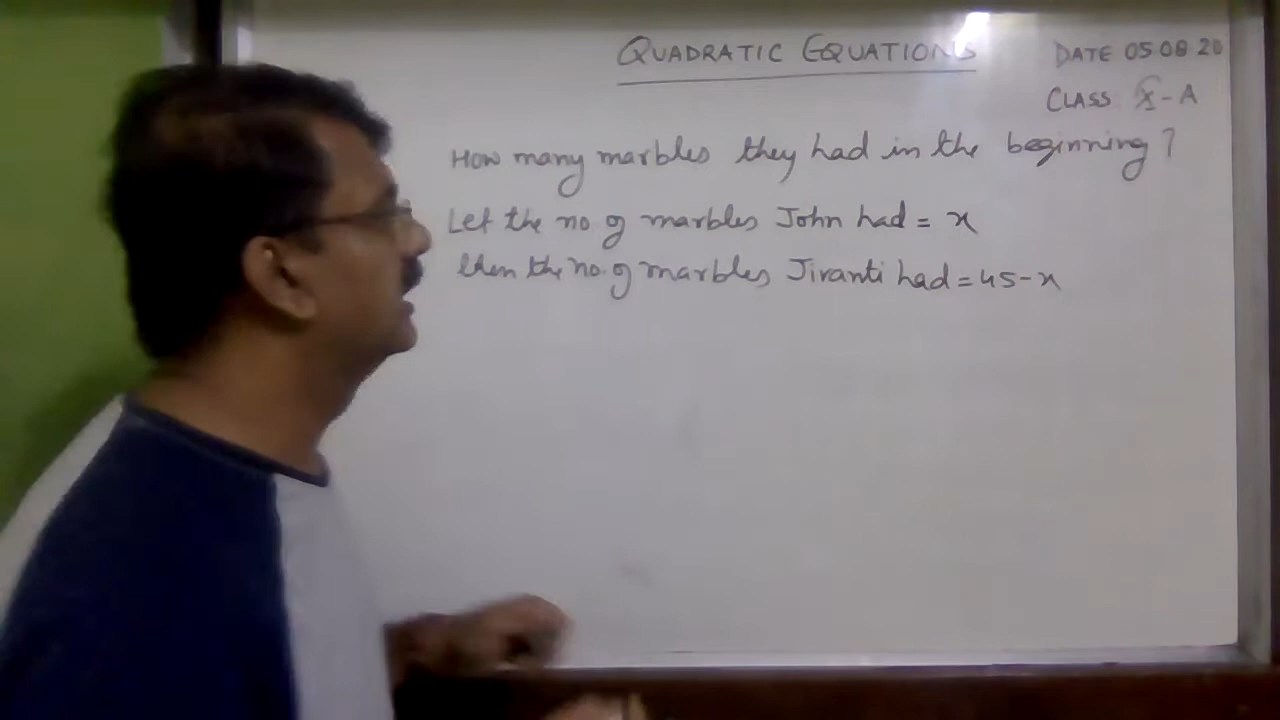 QUADRATIC EQUATIONS
DATE 05 08 20
CLASS X-A
How many marbles they had in the beginning?
Let the no. of marbles John had = x
then the no. of marbles Jivanti had = 45-x